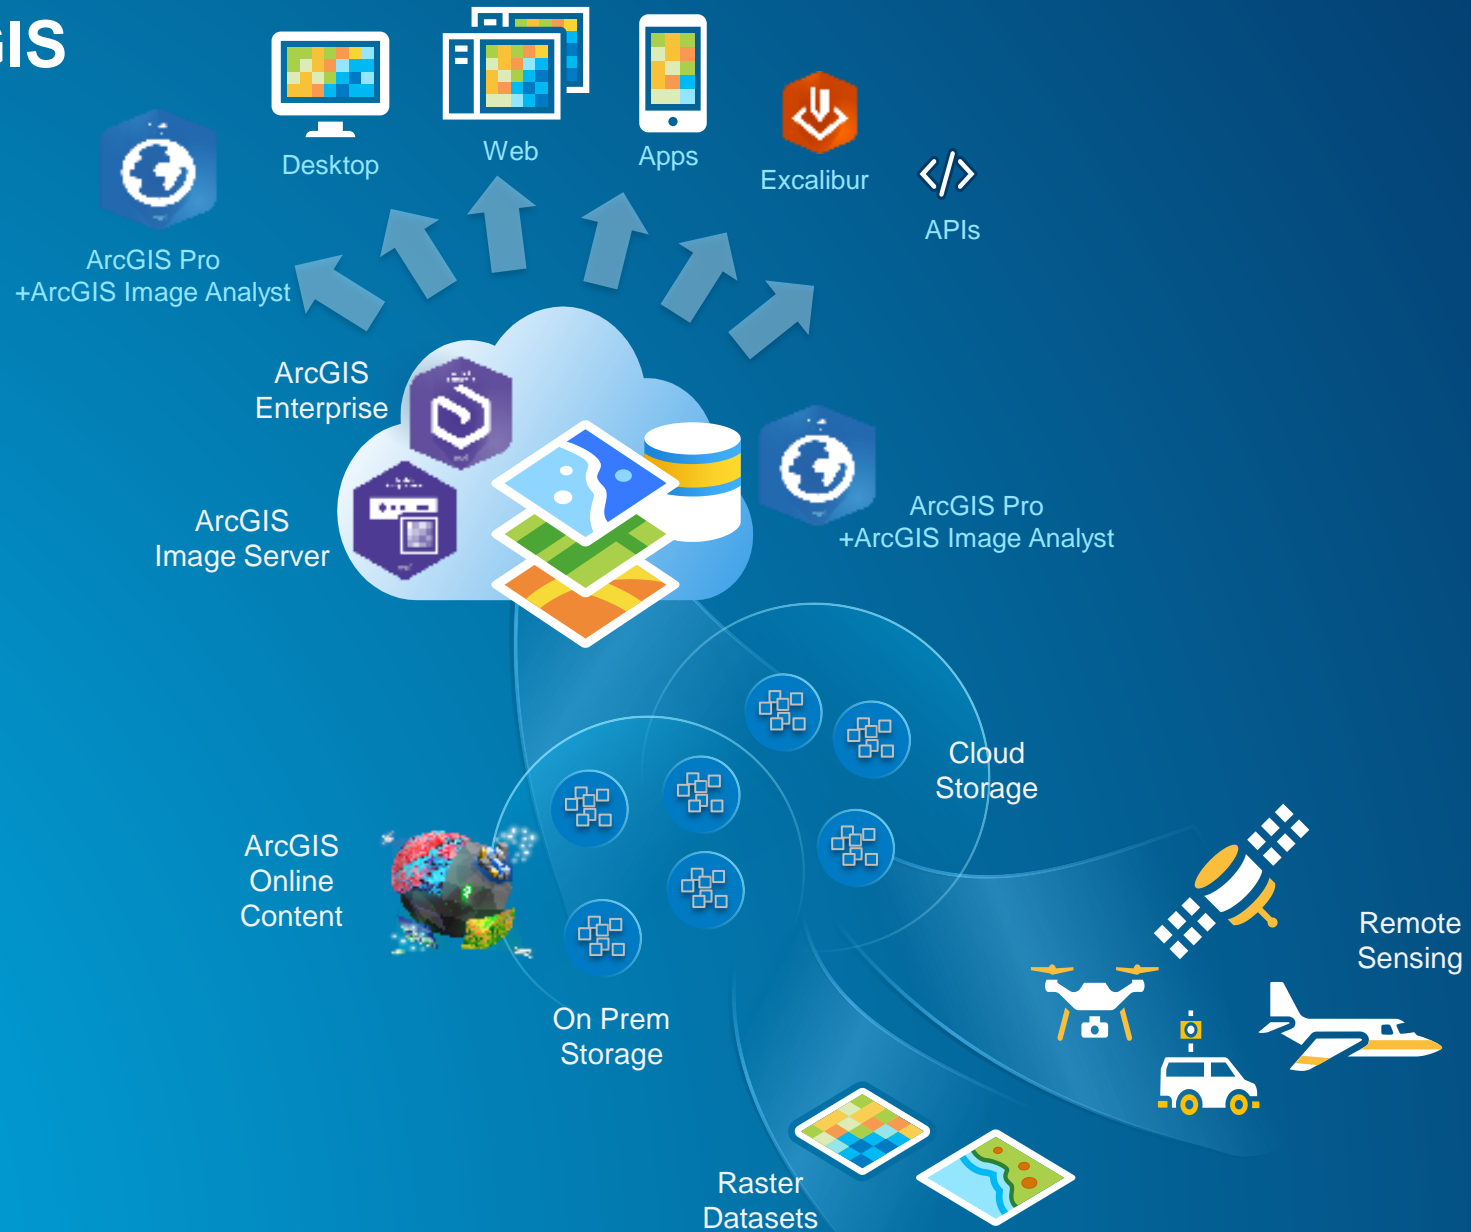 GIS
Desktop
Web
Apps
Excalibur
APIs
ArcGIS Pro
+ArcGIS Image Analyst
ArcGIS
Enterprise
ArcGIS
Image Server
ArcGIS Pro
+ArcGIS Image Analyst
Cloud
Storage
ArcGIS
Online
Content
On Prem
Storage
Remote
Sensing
Raster
Datasets